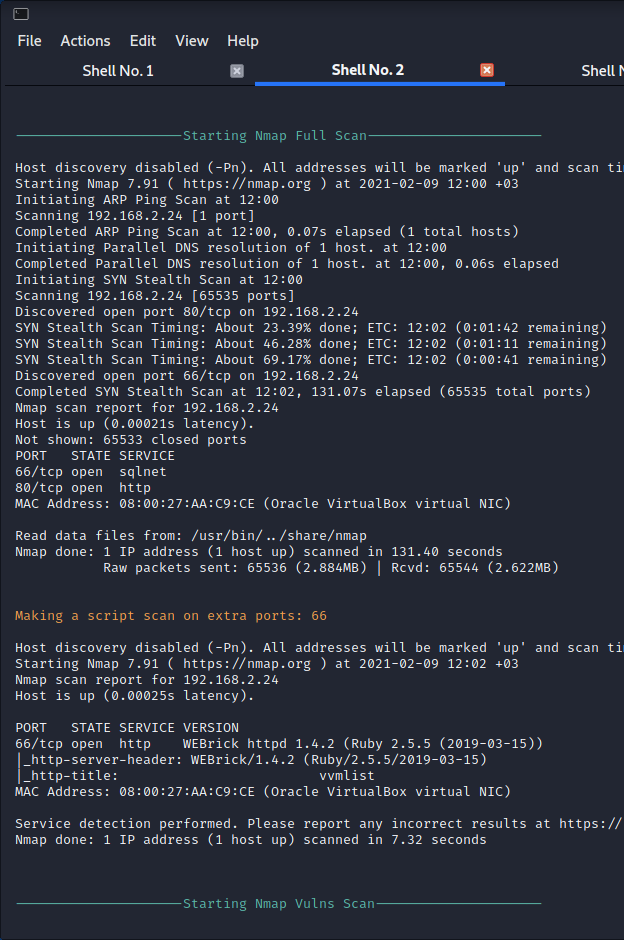 File Actions Edit View Help
Shell No. 1 Shell No. 2 Shell
Starting Nmap Full Scan
Host discovery disabled (-Pn). All addresses will be marked 'up' and scan
Starting Nmap 7.91 ( https://nmap.org ) at 2021-02-09 12:00 +03
Initiating ARP Ping Scan at 12:00
Scanning 192.168.2.24 [1 port]
Completed ARP Ping Scan at 12:00, 0.07s elapsed (1 total hosts)
Initiating Parallel DNS resolution of 1 host. at 12:00
Completed Parallel DNS resolution of 1 host. at 12:00, 0.06s elapsed
Initiating SYN Stealth Scan at 12:00
Scanning 192.168.2.24 [65535 ports]
Discovered open port 80/tcp on 192.168.2.24
SYN Stealth Scan Timing: About 23.39% done; ETC: 12:02 (0:01:42 remaining)
SYN Stealth Scan Timing: About 46.28% done; ETC: 12:02 (0:01:11 remaining)
SYN Stealth Scan Timing: About 69.17% done; ETC: 12:02 (0:00:41 remaining)
Discovered open port 66/tcp on 192.168.2.24
Completed SYN Stealth Scan at 12:02, 131.07s elapsed (65535 total ports)
Nmap scan report for 192.168.2.24
Host is up (0.00021s latency).
Not shown: 65533 closed ports
PORT STATE SERVICE
66/tcp open sqlnet
80/tcp open http
MAC Address: 08:00:27:AA:C9:CE (Oracle VirtualBox virtual NIC)
Read data files from: /usr/bin/../share/nmap
Nmap done: 1 IP address (1 host up) scanned in 131.40 seconds
Raw packets sent: 65536 (2.884MB) | Rcvd: 65544 (2.622MB)
Making a script scan on extra ports: 66
Host discovery disabled (-Pn). All addresses will be marked 'up' and scan
Starting Nmap 7.91 ( https://nmap.org ) at 2021-02-09 12:02 +03
Nmap scan report for 192.168.2.24
Host is up (0.00025s latency).
PORT STATE SERVICE VERSION
66/tcp open http WEBrick httpd 1.4.2 (Ruby 2.5.5 (2019-03-15))
|_http-server-header: WEBrick/1.4.2 (Ruby/2.5.5/2019-03-15)
|_http-title: vvmlist
MAC Address: 08:00:27:AA:C9:CE (Oracle VirtualBox virtual NIC)
Service detection performed. Please report any incorrect results at https://
Nmap done: 1 IP address (1 host up) scanned in 7.32 seconds
Starting Nmap Vulns Scan